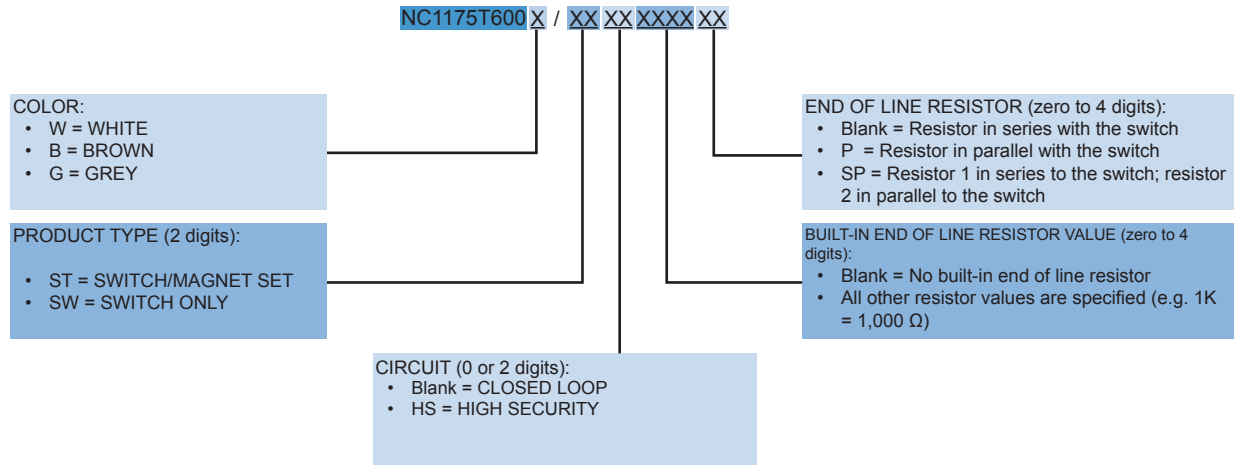 NC1175T600 X / XX XX XXXX XX
COLOR:
• W = WHITE
• B = BROWN
• G = GREY
PRODUCT TYPE (2 digits):
• ST = SWITCH/MAGNET SET
• SW = SWITCH ONLY
CIRCUIT (0 or 2 digits):
• Blank = CLOSED LOOP
• HS = HIGH SECURITY
END OF LINE RESISTOR (zero to 4 digits):
• Blank = Resistor in series with the switch
• P = Resistor in parallel with the switch
• SP = Resistor 1 in series to the switch; resistor
2 in parallel to the switch
BUILT-IN END OF LINE RESISTOR VALUE (zero to 4
digits):
• Blank = No built-in end of line resistor
• All other resistor values are specified (e.g. 1K
= 1,000 Ω)